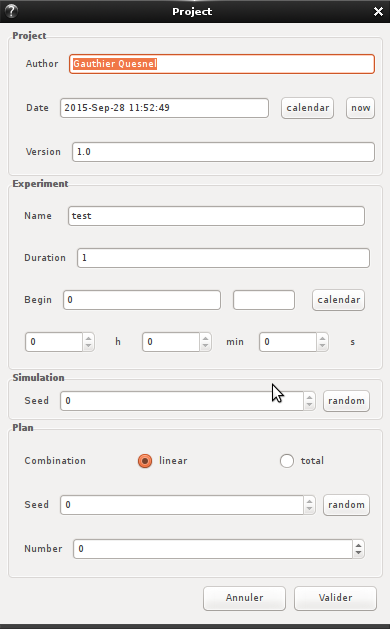 Project
Project
Author Gauthier Quesnel
Date 2015-Sep-28 11:52:49 calendar now
Version 1.0
Experiment
Name test
Duration 1
Begin 0 calendar
0 h 0 min 0 s
Simulation
Seed 0 random
Plan
Combination linear total
Seed 0 random
Number 0
Annuler Valider